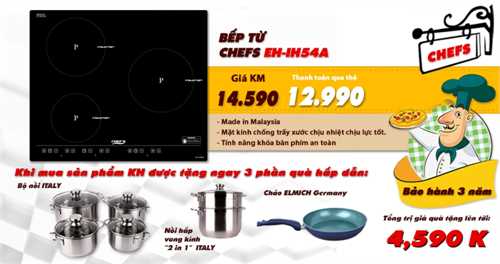 BẾP TỪ
CHEFS EH-IH54A
CHEFS
Giá KM
Thanh toán qua thẻ
14.590
12.990
- Made in Malaysia
- Mặt kính chống trầy xước chịu nhiệt chịu lực tốt.
- Tính năng khóa bàn phím an toàn
P
P
P
CHEFS
Khi mua sản phẩm KM được tặng ngay 3 phần quà hấp dẫn:
Bảo hành 3 năm
Bộ nồi ITALY
Nồi hấp
vung kính
"2 in 1" ITALY
Chảo ELMICH Germany
Tổng trị giá quà tặng lên tới:
4,590 K